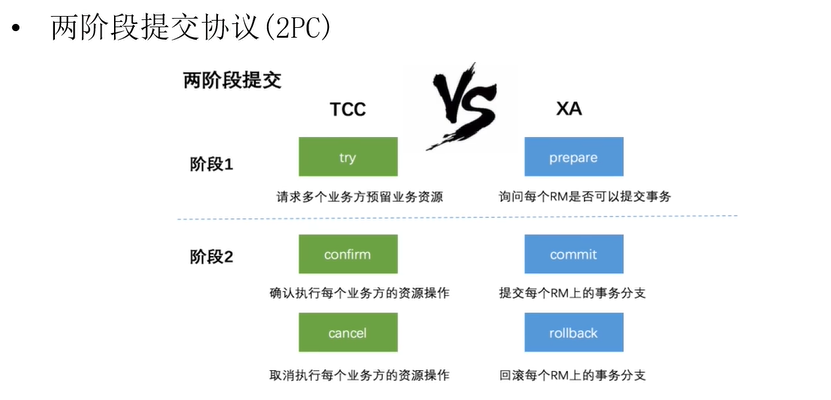 • 两阶段提交协议(2PC)
两阶段提交
VS
TCC
XA
阶段1
try
prepare
请求多个业务方预留业务资源
询问每个RM是否可以提交事务
阶段2
confirm
commit
确认执行每个业务方的资源操作
提交每个RM上的事务分支
cancel
rollback
取消执行每个业务方的资源操作
回滚每个RM上的事务分支